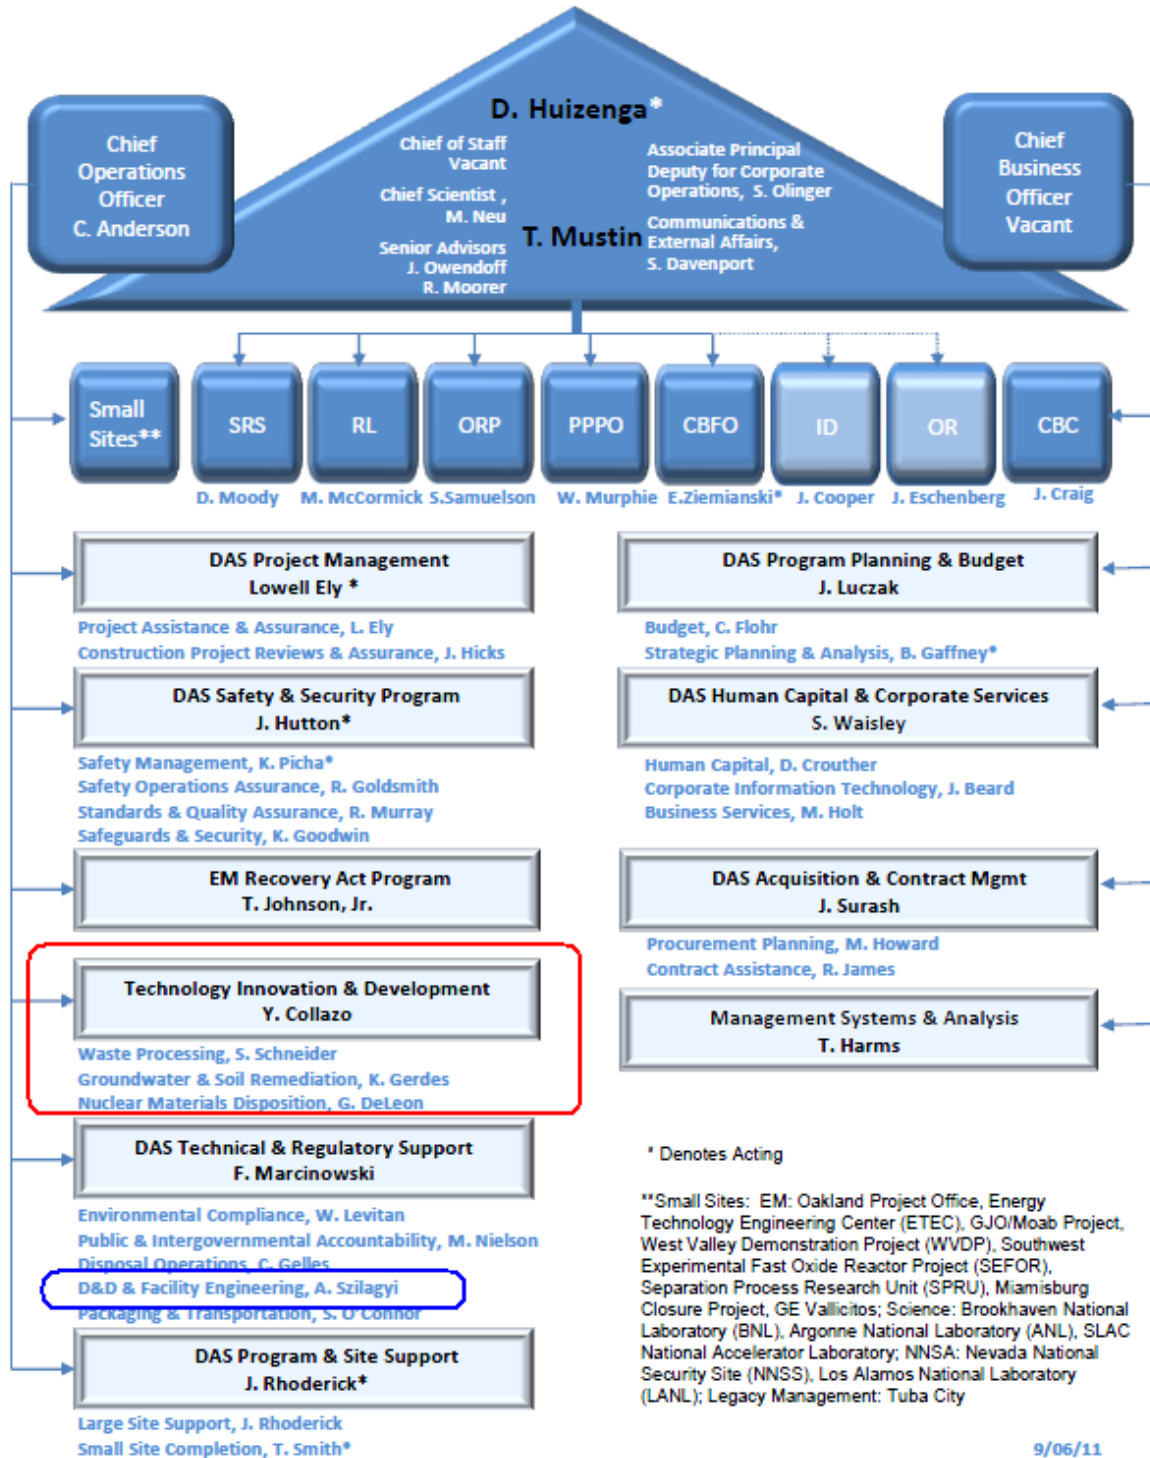 D. Huizenga*
Chief
Operations
Officer
C. Anderson
Chief of Staff
Vacant
Chief Scientist ,
M. Neu
Senior Advisors
J. Owendoff
R. Moorer
T. Mustin
Associate Principal
Deputy for Corporate
Operations, S. Olinger
Communications &
External Affairs,
S. Davenport
Chief
Business
Officer
Vacant
Small
Sites**
SRS
RL
ORP
PPPO
CBFO
ID
OR
CBC
D. Moody
M. McCormick
S.Samuelson
W. Murphie
E.Ziemianski*
J. Cooper
J. Eschenberg
J. Craig
DAS Project Management
Lowell Ely *
Project Assistance & Assurance, L. Ely
Construction Project Reviews & Assurance, J. Hicks
DAS Safety & Security Program
J. Hutton*
Safety Management, K. Picha*
Safety Operations Assurance, R. Goldsmith
Standards & Quality Assurance, R. Murray
Safeguards & Security, K. Goodwin
EM Recovery Act Program
T. Johnson, Jr.
Technology Innovation & Development
Y. Collazo
Waste Processing, S. Schneider
Groundwater & Soil Remediation, K. Gerdes
Nuclear Materials Disposition, G. DeLeon
DAS Technical & Regulatory Support
F. Marcinowski
Environmental Compliance, W. Levitan
Public & Intergovernmental Accountability, M. Nielson
Disposal Operations, C. Gelles
D&D & Facility Engineering, A. Szilagyi
Packaging & Transportation, S. O'Connor
DAS Program & Site Support
J. Rhoderick*
Large Site Support, J. Rhoderick
Small Site Completion, T. Smith*
DAS Program Planning & Budget
J. Luczak
Budget, C. Flohr
Strategic Planning & Analysis, B. Gaffney*
DAS Human Capital & Corporate Services
S. Waisley
Human Capital, D. Crouther
Corporate Information Technology, J. Beard
Business Services, M. Holt
DAS Acquisition & Contract Mgmt
J. Surash
Procurement Planning, M. Howard
Contract Assistance, R. James
Management Systems & Analysis
T. Harms
* Denotes Acting
**Small Sites: EM: Oakland Project Office, Energy
Technology Engineering Center (ETEC), GJO/Moab Project,
West Valley Demonstration Project (WVDP), Southwest
Experimental Fast Oxide Reactor Project (SEFOR),
Separation Process Research Unit (SPRU), Miamisburg
Closure Project, GE Vallicitos; Science: Brookhaven National
Laboratory (BNL), Argonne National Laboratory (ANL), SLAC
National Accelerator Laboratory; NNSA: Nevada National
Security Site (NNSS), Los Alamos National Laboratory
(LANL); Legacy Management: Tuba City
9/06/11